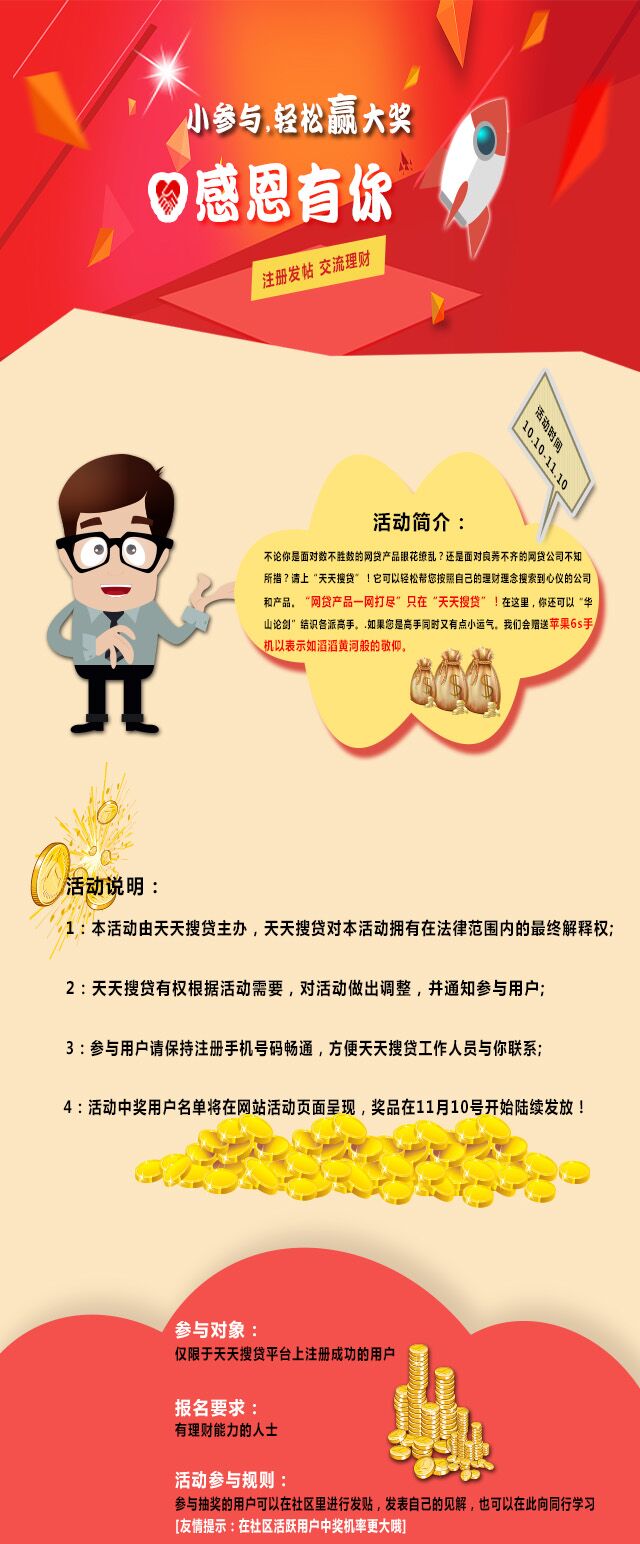 小参与,轻松赢大奖
感恩有你
注册发帖 交流理财
活动时间
10.10-11.10
活动简介：
不论你是面对数不胜数的网贷产品眼花缭乱？还是面对良莠不齐的网贷公司不知
所措？请上“天天搜贷”！它可以轻松帮您按照自己的理财理念搜索到心仪的公司
和产品。“网贷产品一网打尽”只在“天天搜贷”！在这里，你还可以“华
山论剑”结识各派高手。.如果您是高手同时又有点小运气。我们会赠送苹果6s手
机以表示如滔滔黄河般的敬仰。
活动说明：
1：本活动由天天搜贷主办，天天搜贷对本活动拥有在法律范围内的最终解释权;
2：天天搜贷有权根据活动需要，对活动做出调整，并通知参与用户;
3：参与用户请保持注册手机号码畅通，方便天天搜贷工作人员与你联系;
4：活动中奖用户名单将在网站活动页面呈现，奖品在11月10号开始陆续发放！
参与对象：
仅限于天天搜贷平台上注册成功的用户
报名要求：
有理财能力的人士
活动参与规则：
参与抽奖的用户可以在社区里进行发贴，发表自己的见解，也可以在此向同行学习
[友情提示：在社区活跃用户中奖机率更大哦]